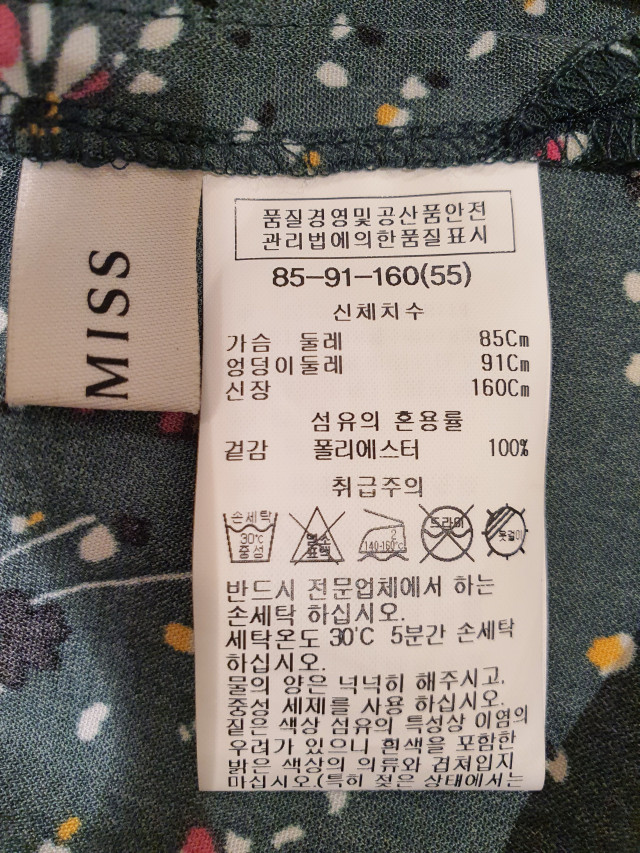 MISS
품질경영및공산품안전
관리법에의한품질표시
85-91-160(55)
신체치수
가슴 둘레 85Cm
엉덩이둘레 91Cm
신장 160Cm
섬유의 혼용률
겉감 폴리에스터 100%
취급주의
손세탁
30℃
중성
염소
표백
2
140-160℃
드라이
옷걸이
반드시 전문업체에서 하는
손세탁 하십시오.
세탁온도 30℃ 5분간 손세탁
하십시오.
물의 양은 넉넉히 해주시고,
중성 세제를 사용 하십시오.
짙은 색상 섬유의 특성상 이염의
우려가 있으니 흰색을 포함한
밝은 색상의 의류와 겹쳐입지
마십시오.(특히 젖은 상태에서는